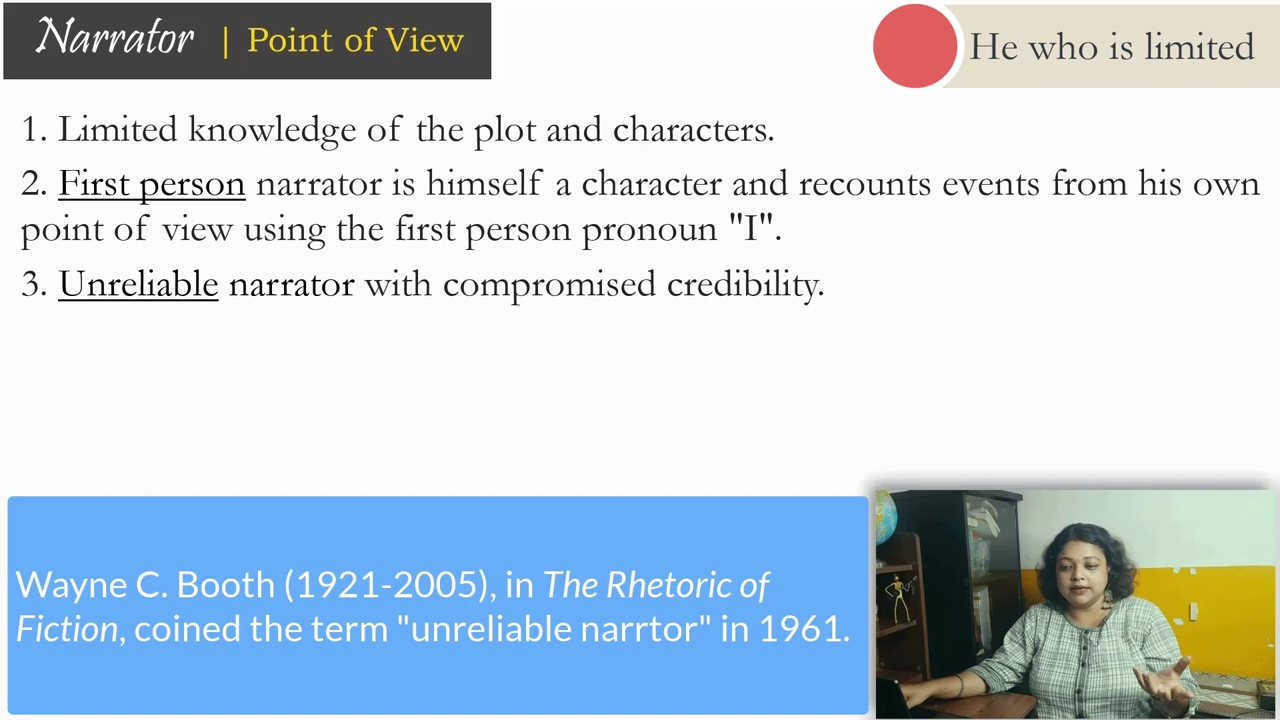 Narrator | Point of View
He who is limited
1. Limited knowledge of the plot and characters.
2. First person narrator is himself a character and recounts events from his own
point of view using the first person pronoun "I".
3. Unreliable narrator with compromised credibility.
Wayne C. Booth (1921-2005), in The Rhetoric of
Fiction, coined the term "unreliable narrtor" in 1961.